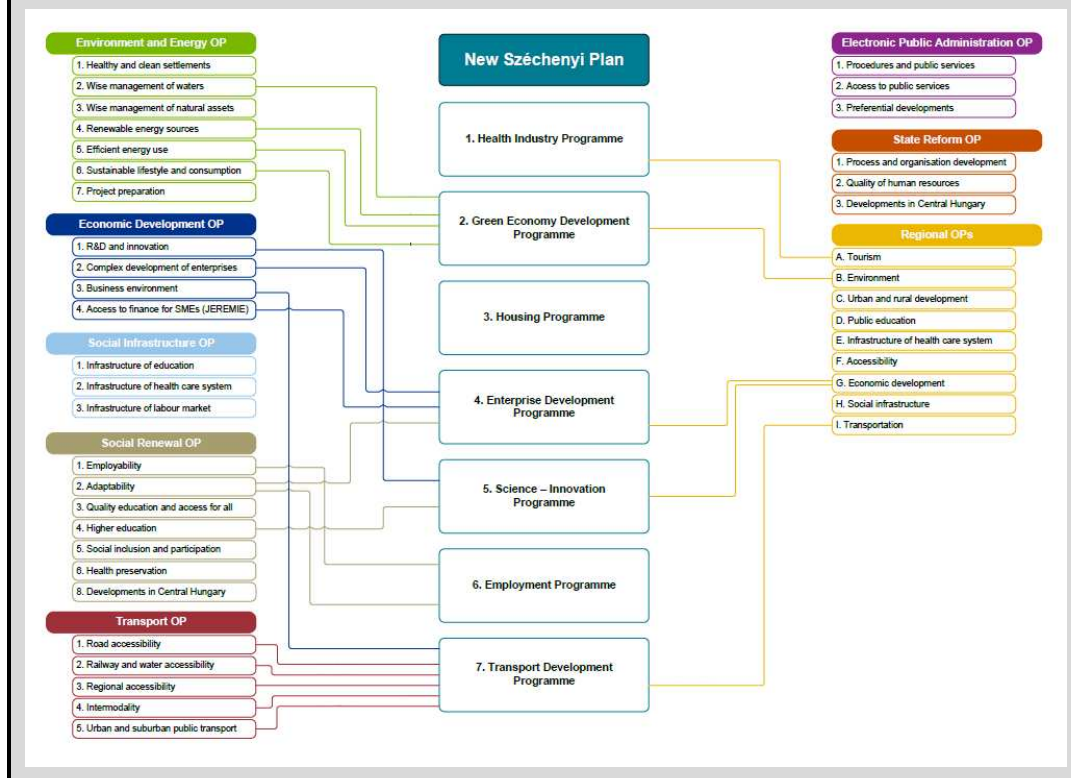 Environment and Energy OP
1. Healthy and clean settlements
2. Wise management of waters
3. Wise management of natural assets
4. Renewable energy sources
5. Efficient energy use
6. Sustainable lifestyle and consumption
7. Project preparation
Economic Development OP
1. R&D and innovation
2. Complex development of enterprises
3. Business environment
4. Access to finance for SMEs (JEREMIE)
Social Infrastructure OP
1. Infrastructure of education
2. Infrastructure of health care system
3. Infrastructure of labour market
Social Renewal OP
1. Employability
2. Adaptability
3. Quality education and access for all
4. Higher education
5. Social inclusion and participation
6. Health preservation
8. Developments in Central Hungary
Transport OP
1. Road accessibility
2. Railway and water accessibility
3. Regional accessibility
4. Intermodality
5. Urban and suburban public transport
New Széchenyi Plan
1. Health Industry Programme
2. Green Economy Development
Programme
3. Housing Programme
4. Enterprise Development
Programme
5. Science – Innovation
Programme
6. Employment Programme
7. Transport Development
Programme
Electronic Public Administration OP
1. Procedures and public services
2. Access to public services
3. Preferential developments
State Reform OP
1. Process and organisation development
2. Quality of human resources
3. Developments in Central Hungary
Regional OPs
A. Tourism
B. Environment
C. Urban and rural development
D. Public education
E. Infrastructure of health care system
F. Accessibility
G. Economic development
H. Social infrastructure
I. Transportation